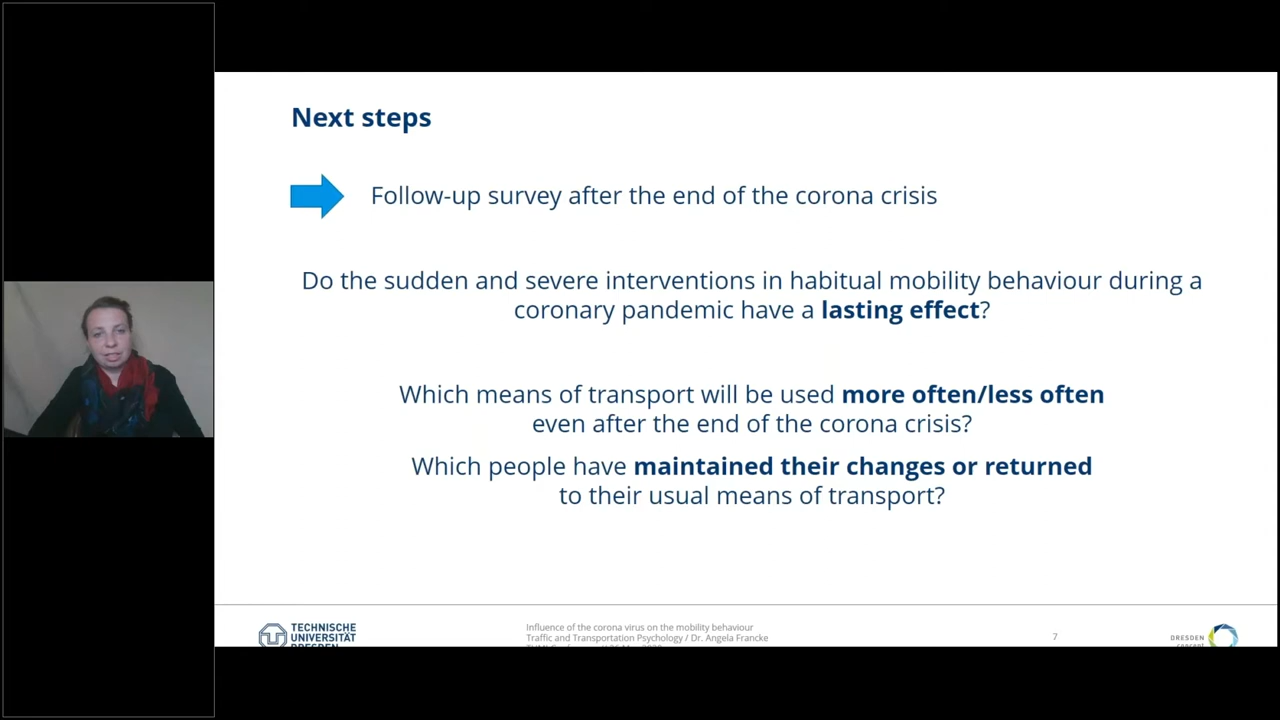 Next steps
Follow-up survey after the end of the corona crisis
Do the sudden and severe interventions in habitual mobility behaviour during a
coronary pandemic have a lasting effect?
Which means of transport will be used more often/less often
even after the end of the corona crisis?
Which people have maintained their changes or returned
to their usual means of transport?
TECHNISCHE
UNIVERSITÄT
DRESDEN
Influence of the corona virus on the mobility behaviour
Traffic and Transportation Psychology / Dr. Angela Francke
7
DRESDEN
concept